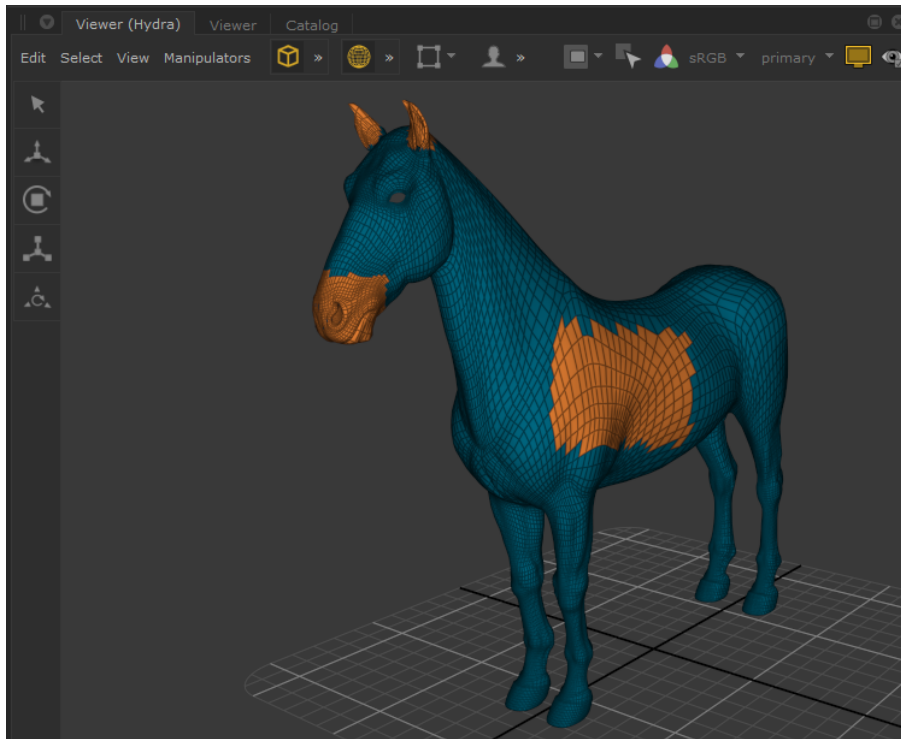 Viewer (Hydra) Viewer Catalog
Edit Select View Manipulators » » » sRGB primary